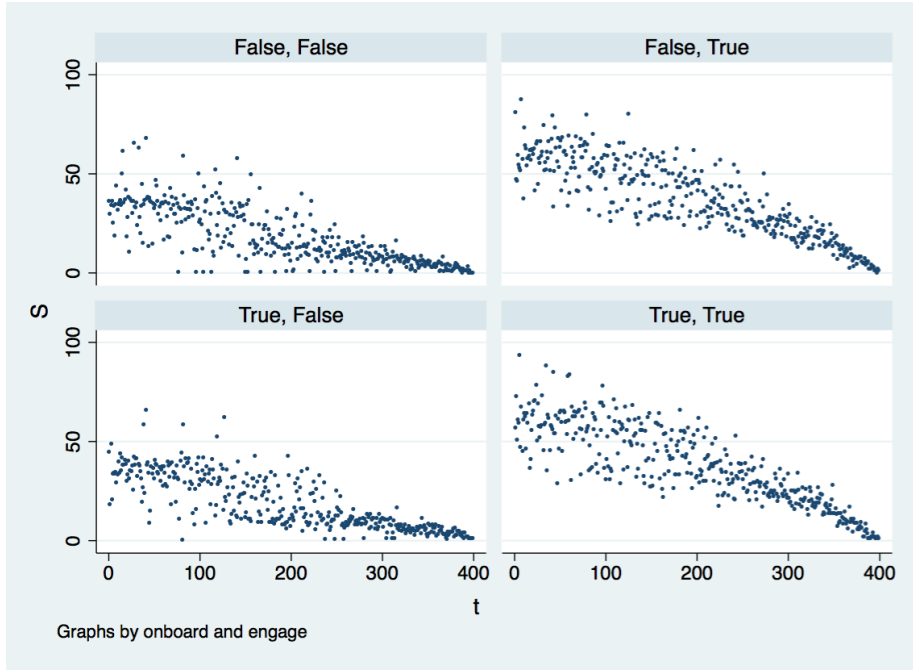 False, False
False, True
100
50
0
True, False
True, True
100
50
0
S
0 100 200 300 400
0 100 200 300 400
t
Graphs by onboard and engage